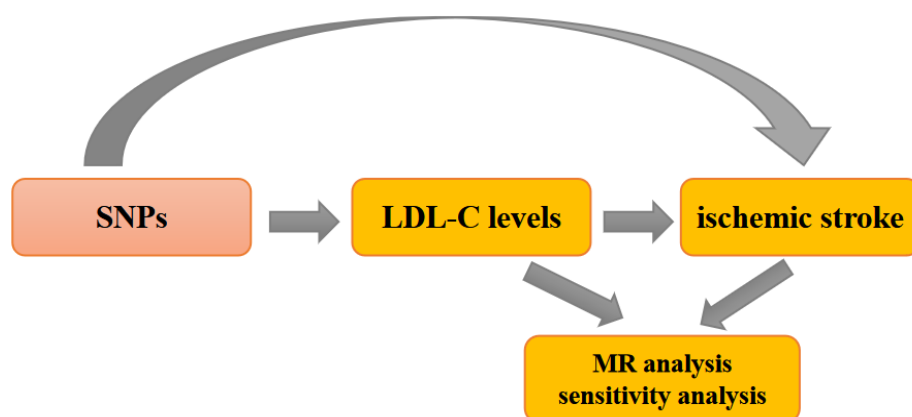 SNPs
LDL-C levels
ischemic stroke
MR analysis
sensitivity analysis